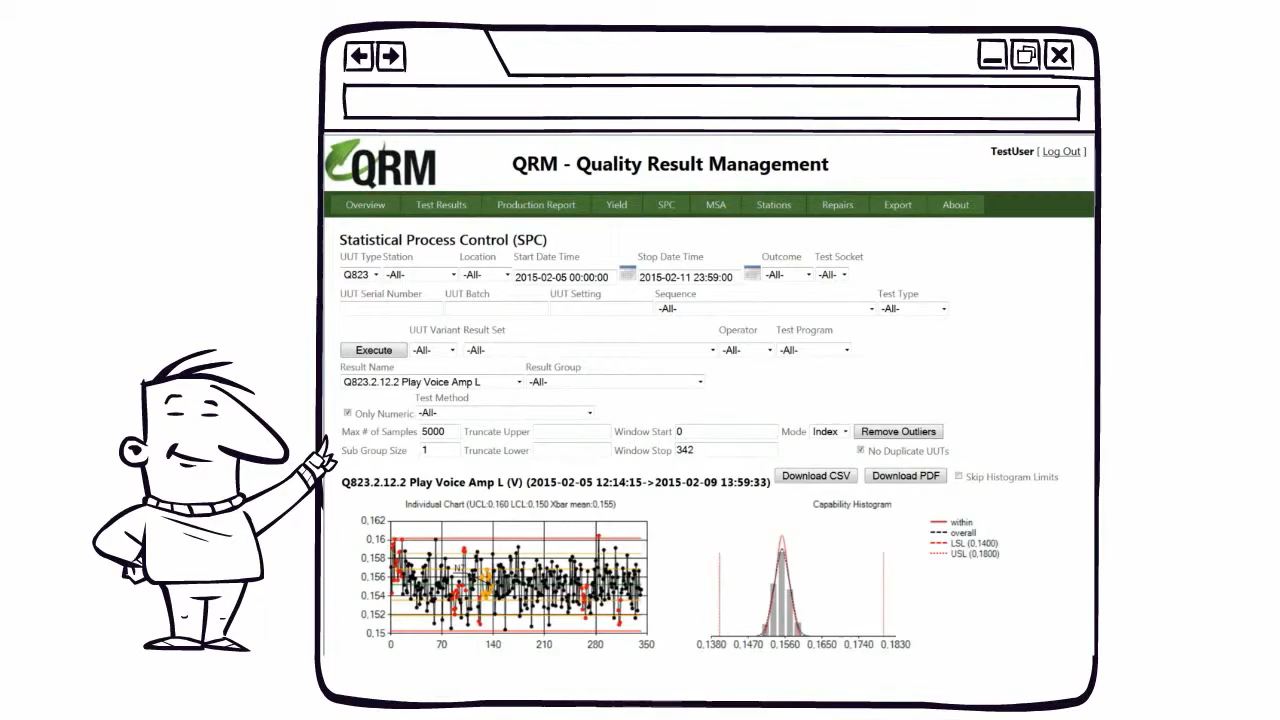 QRM
QRM - Quality Result Management
TestUser [ Log Out ]
Overview Test Results Production Report Yield SPC MSA Stations Repairs Export About
Statistical Process Control (SPC)
UUT Type Station Location Start Date Time Stop Date Time Outcome Test Socket
Q823 -All- -All- 2015-02-05 00:00:00 2015-02-11 23:59:00 -All- -All-
UUT Serial Number UUT Batch UUT Setting Sequence Test Type
-All- -All-
UUT Variant Result Set Operator Test Program
Execute -All- -All- -All- -All-
Result Name Result Group
Q823.2.12.2 Play Voice Amp L -All-
Test Method
Only Numeric -All-
Max # of Samples 5000 Truncate Upper Window Start 0 Mode Index Remove Outliers
Sub Group Size 1 Truncate Lower Window Stop 342 No Duplicate UUTs
Download CSV Download PDF Skip Histogram Limits
Q823.2.12.2 Play Voice Amp L (V) (2015-02-05 12:14:15->2015-02-09 13:59:33)
Individual Chart (UCL:0.160 LCL:0.150 Xbar mean:0.155)
0,162
0,16
0,158
0,156
0,154
0,152
0,15
0 70 140 210 280 350
Capability Histogram
within
overall
LSL (0,1400)
USL (0,1800)
0,1380 0,1470 0,1560 0,1650 0,1740 0,1830